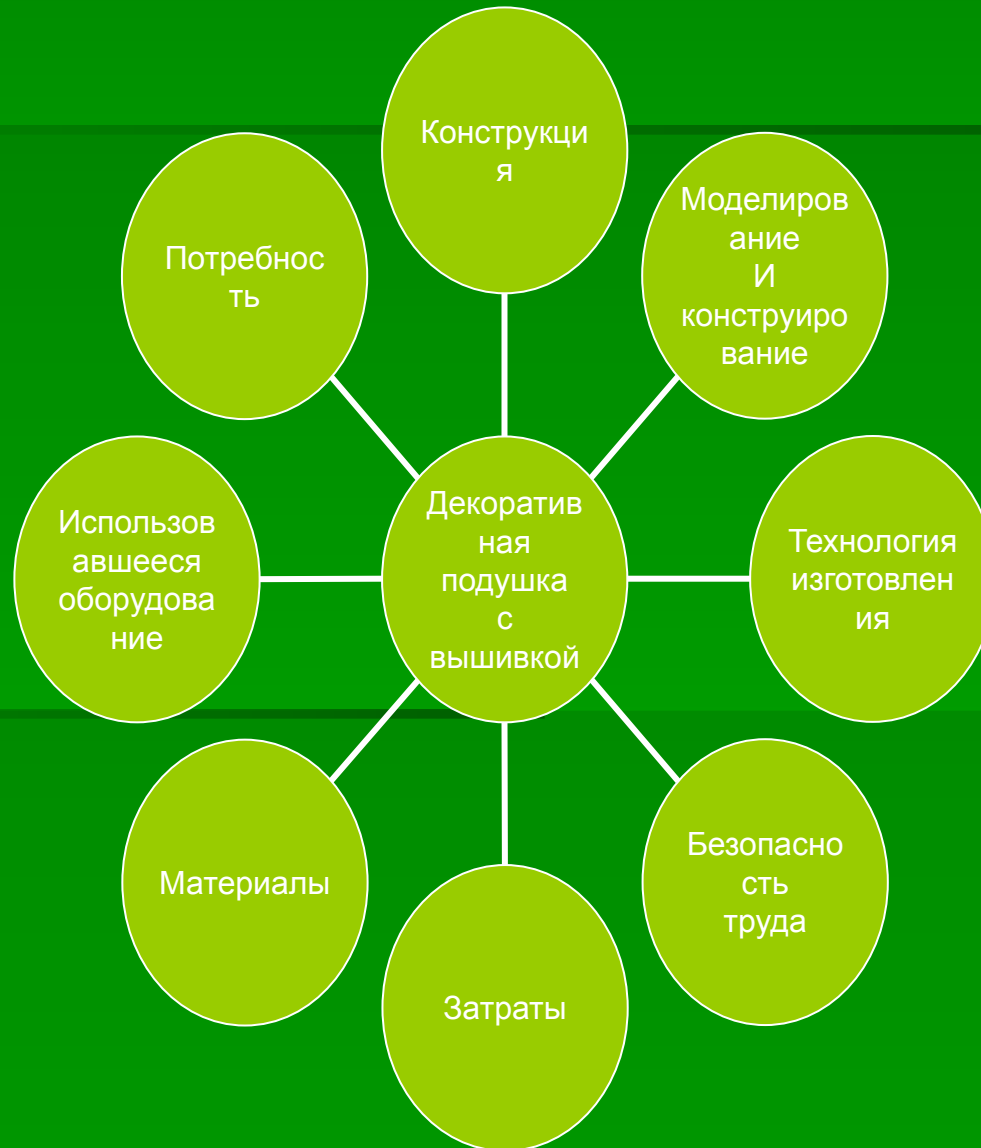 Конструкци
я
Моделиров
ание
И
конструиро
вание
Потребнос
ть
Использов
авшееся
оборудова
ние
Декоратив
ная
подушка
с
вышивкой
Технология
изготовлен
ия
Материалы
Безопасно
сть
труда
Затраты